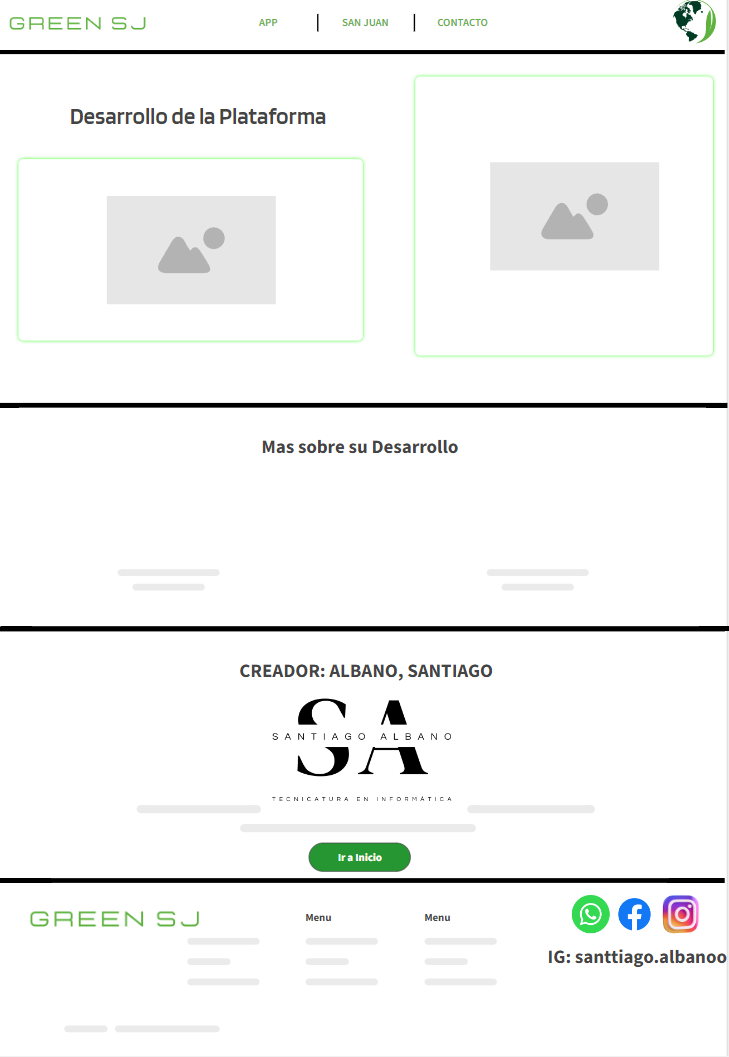 GREEN SJ
APP
SAN JUAN
CONTACTO
Desarrollo de la Plataforma
Mas sobre su Desarrollo
CREADOR: ALBANO, SANTIAGO
SA
SANTIAGO ALBANO
TECNICATURA EN INFORMÁTICA
Ir a Inicio
GREEN SJ
Menu
Menu
IG: santtiago.albanoo